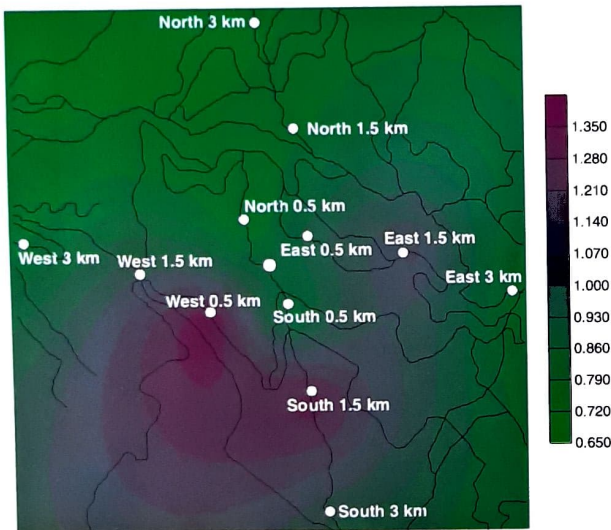 North 3 km
North 1.5 km
North 0.5 km
East 0.5 km
East 1.5 km
West 3 km
West 1.5 km
East 3 km
West 0.5 km
South 0.5 km
South 1.5 km
South 3 km
1.350
1.280
1.210
1.140
1.070
1.000
0.930
0.860
0.790
0.720
0.650